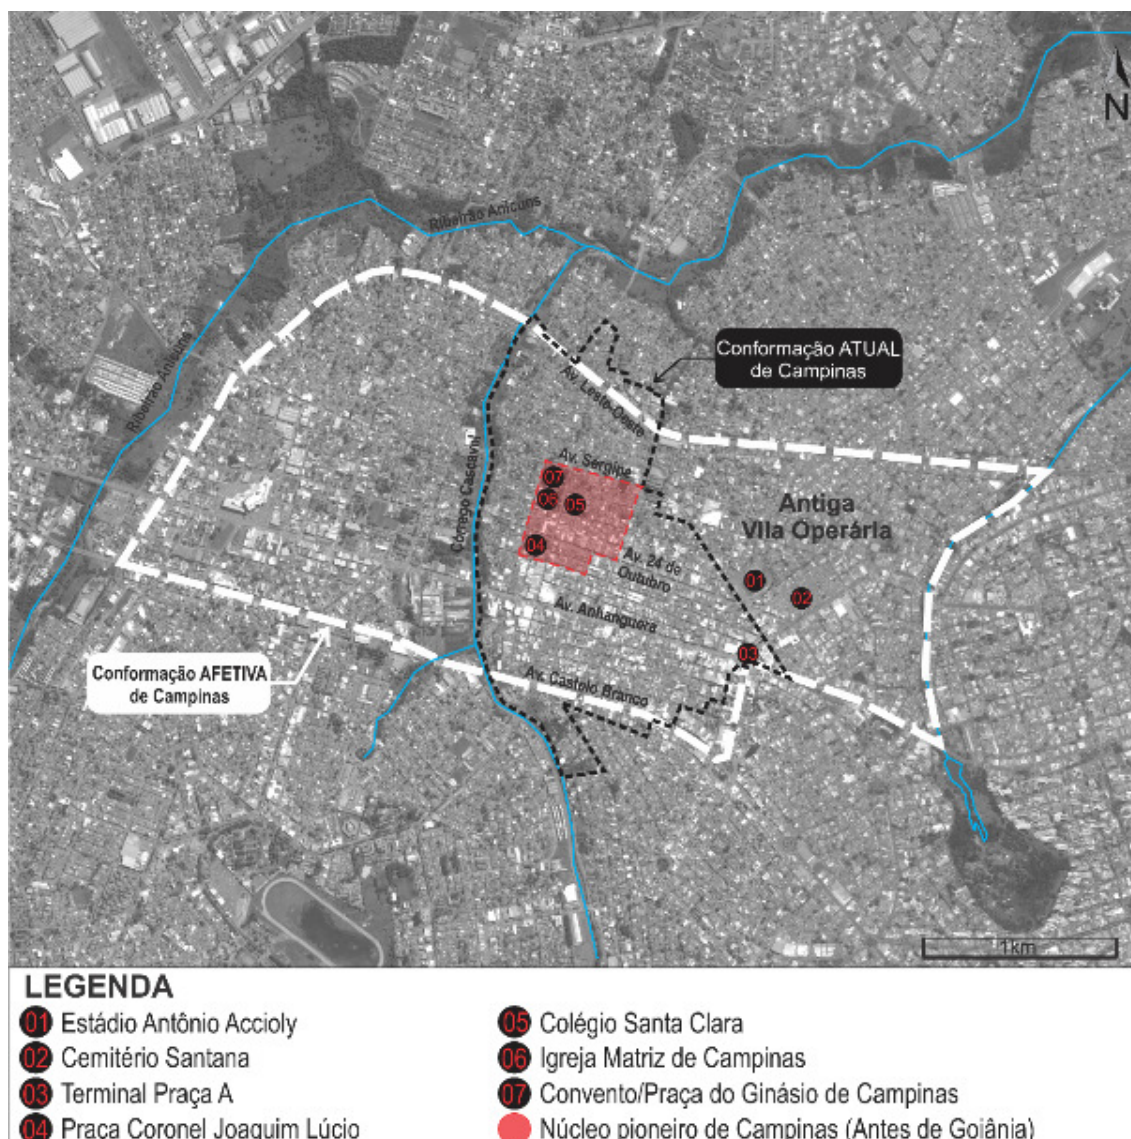 N
Ribeirão Anicuns
Conformação ATUAL
de Campinas
Av. Leste-Oeste
Ribeirão Anicuns
Córrego Cascavél
Av. Sergipe
07
06
05
Antiga
Vila Operária
04
Av. 24 de
Outubro
01
02
Av. Anhanguera
03
Conformação AFETIVA
de Campinas
Av. Castelo Branco
1km
LEGENDA
01 Estádio Antônio Accioly
02 Cemitério Santana
03 Terminal Praça A
04 Praça Coronel Joaquim Lúcio
05 Colégio Santa Clara
06 Igreja Matriz de Campinas
07 Convento/Praça do Ginásio de Campinas
Núcleo pioneiro de Campinas (Antes de Goiânia)